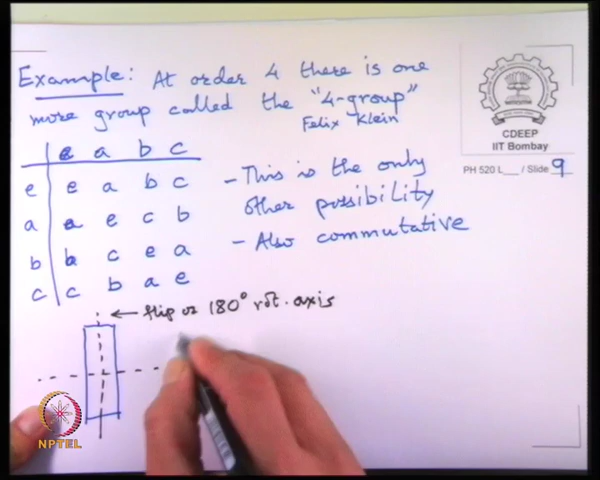 Example: At order 4 there is one
more group called the "4-group"
Felix Klein
e a b c
e e a b c
a a e c b
b b c e a
c c b a e
- This is the only
other possibility
- Also commutative
← flip or 180° rot. axis
CDEEP
IIT Bombay
PH 520 L___ / Slide 9
NPTEL